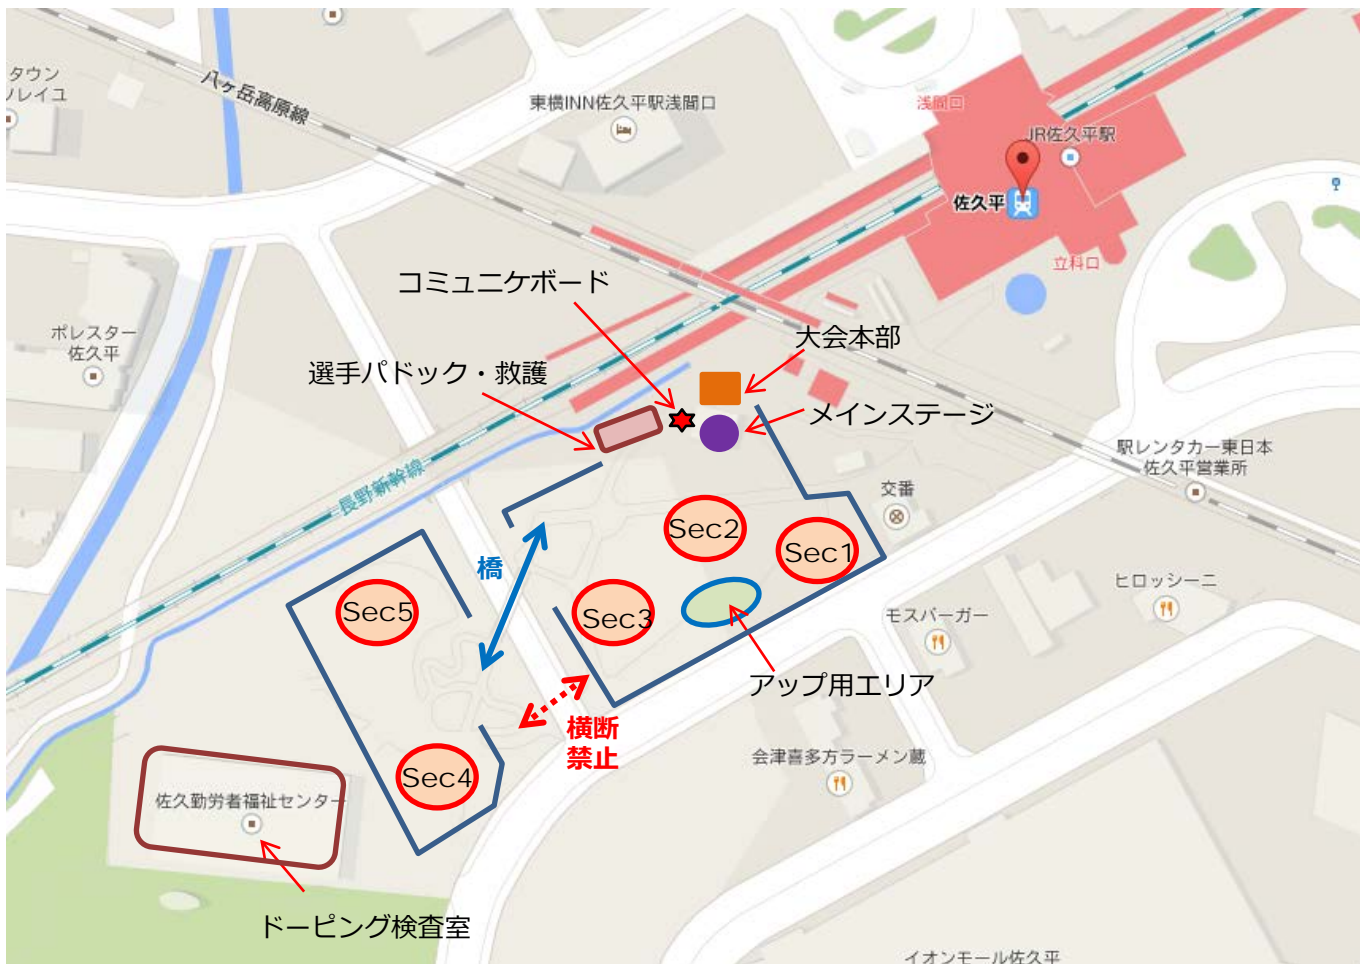 タウン
ソレイユ
八ヶ岳高原線
東横INN佐久平駅浅間口
浅間口
JR佐久平駅
佐久平
立科口
コミュニケボード
ポレスター
佐久平
大会本部
選手パドック・救護
メインステージ
駅レンタカー東日本
佐久平営業所
長野新幹線
交番
Sec2
Sec1
橋
Sec5
Sec3
ヒロッシーニ
モスバーガー
アップ用エリア
横断
禁止
会津喜多方ラーメン蔵
Sec4
佐久勤労者福祉センター
ドーピング検査室
イオンモール佐久平